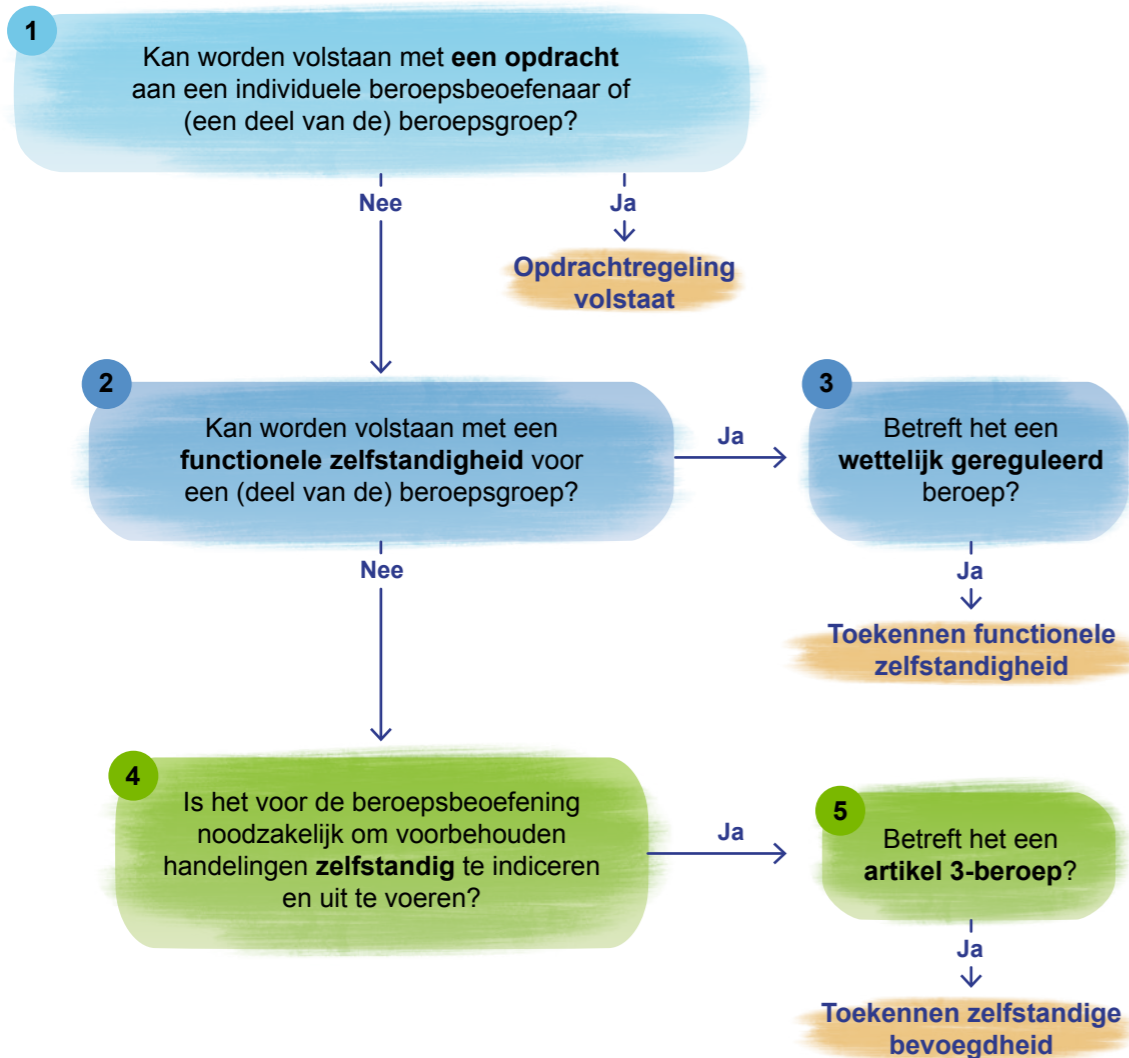 1
Kan worden volstaan met een opdracht
aan een individuele beroepsbeoefenaar of
(een deel van de) beroepsgroep?
Nee
Ja
Opdrachtregeling
volstaat
2
Kan worden volstaan met een
functionele zelfstandigheid voor
een (deel van de) beroepsgroep?
Ja
3
Betreft het een
wettelijk gereguleerd
beroep?
Nee
Ja
Toekennen functionele
zelfstandigheid
4
Is het voor de beroepsbeoefening
noodzakelijk om voorbehouden
handelingen zelfstandig te indiceren
en uit te voeren?
Ja
5
Betreft het een
artikel 3-beroep?
Ja
Toekennen zelfstandige
bevoegdheid